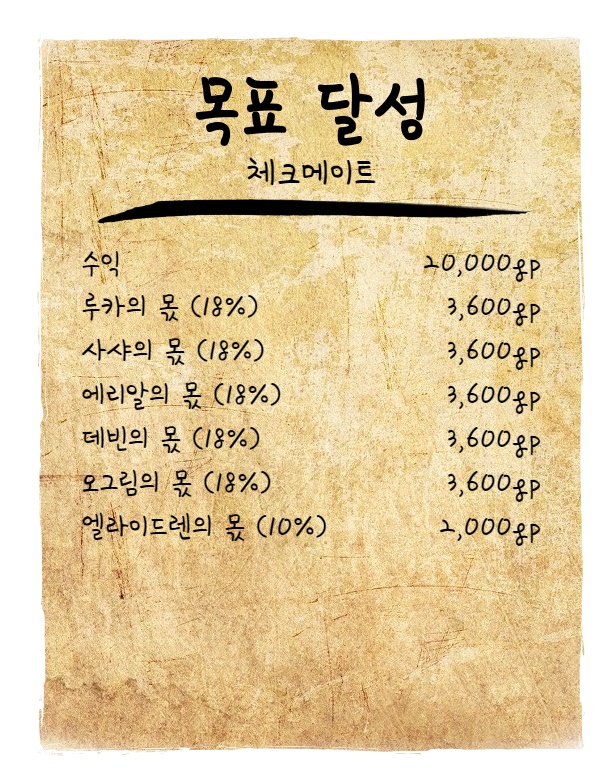 목표 달성
체크메이트
수익 20,000gp
루카의 몫 (18%) 3,600gp
사샤의 몫 (18%) 3,600gp
에리알의 몫 (18%) 3,600gp
데빈의 몫 (18%) 3,600gp
오그림의 몫 (18%) 3,600gp
엘라이드렌의 몫 (10%) 2,000gp